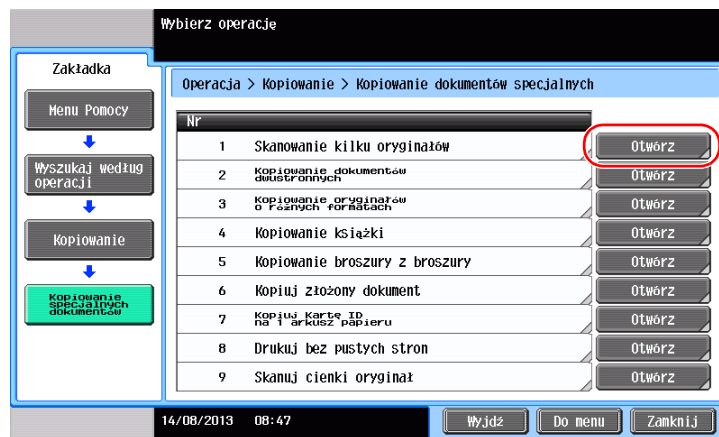 Wybierz operację
Zakładka
Operacja > Kopiowanie > Kopiowanie dokumentów specjalnych
Menu Pomocy
Wyszukaj według
operacji
Kopiowanie
Kopiowanie
specjalnych
dokumentów
Nr
1 Skanowanie kilku oryginałów Otwórz
2 Kopiowanie dokumentów
dwustronnych Otwórz
3 Kopiowanie oryginałów
o różnych formatach Otwórz
4 Kopiowanie książki Otwórz
5 Kopiowanie broszury z broszury Otwórz
6 Kopiuj złożony dokument Otwórz
7 Kopiuj Kartę ID
na 1 arkusz papieru Otwórz
8 Drukuj bez pustych stron Otwórz
9 Skanuj cienki oryginał Otwórz
14/08/2013 08:47 Wyjdź Do menu Zamknij